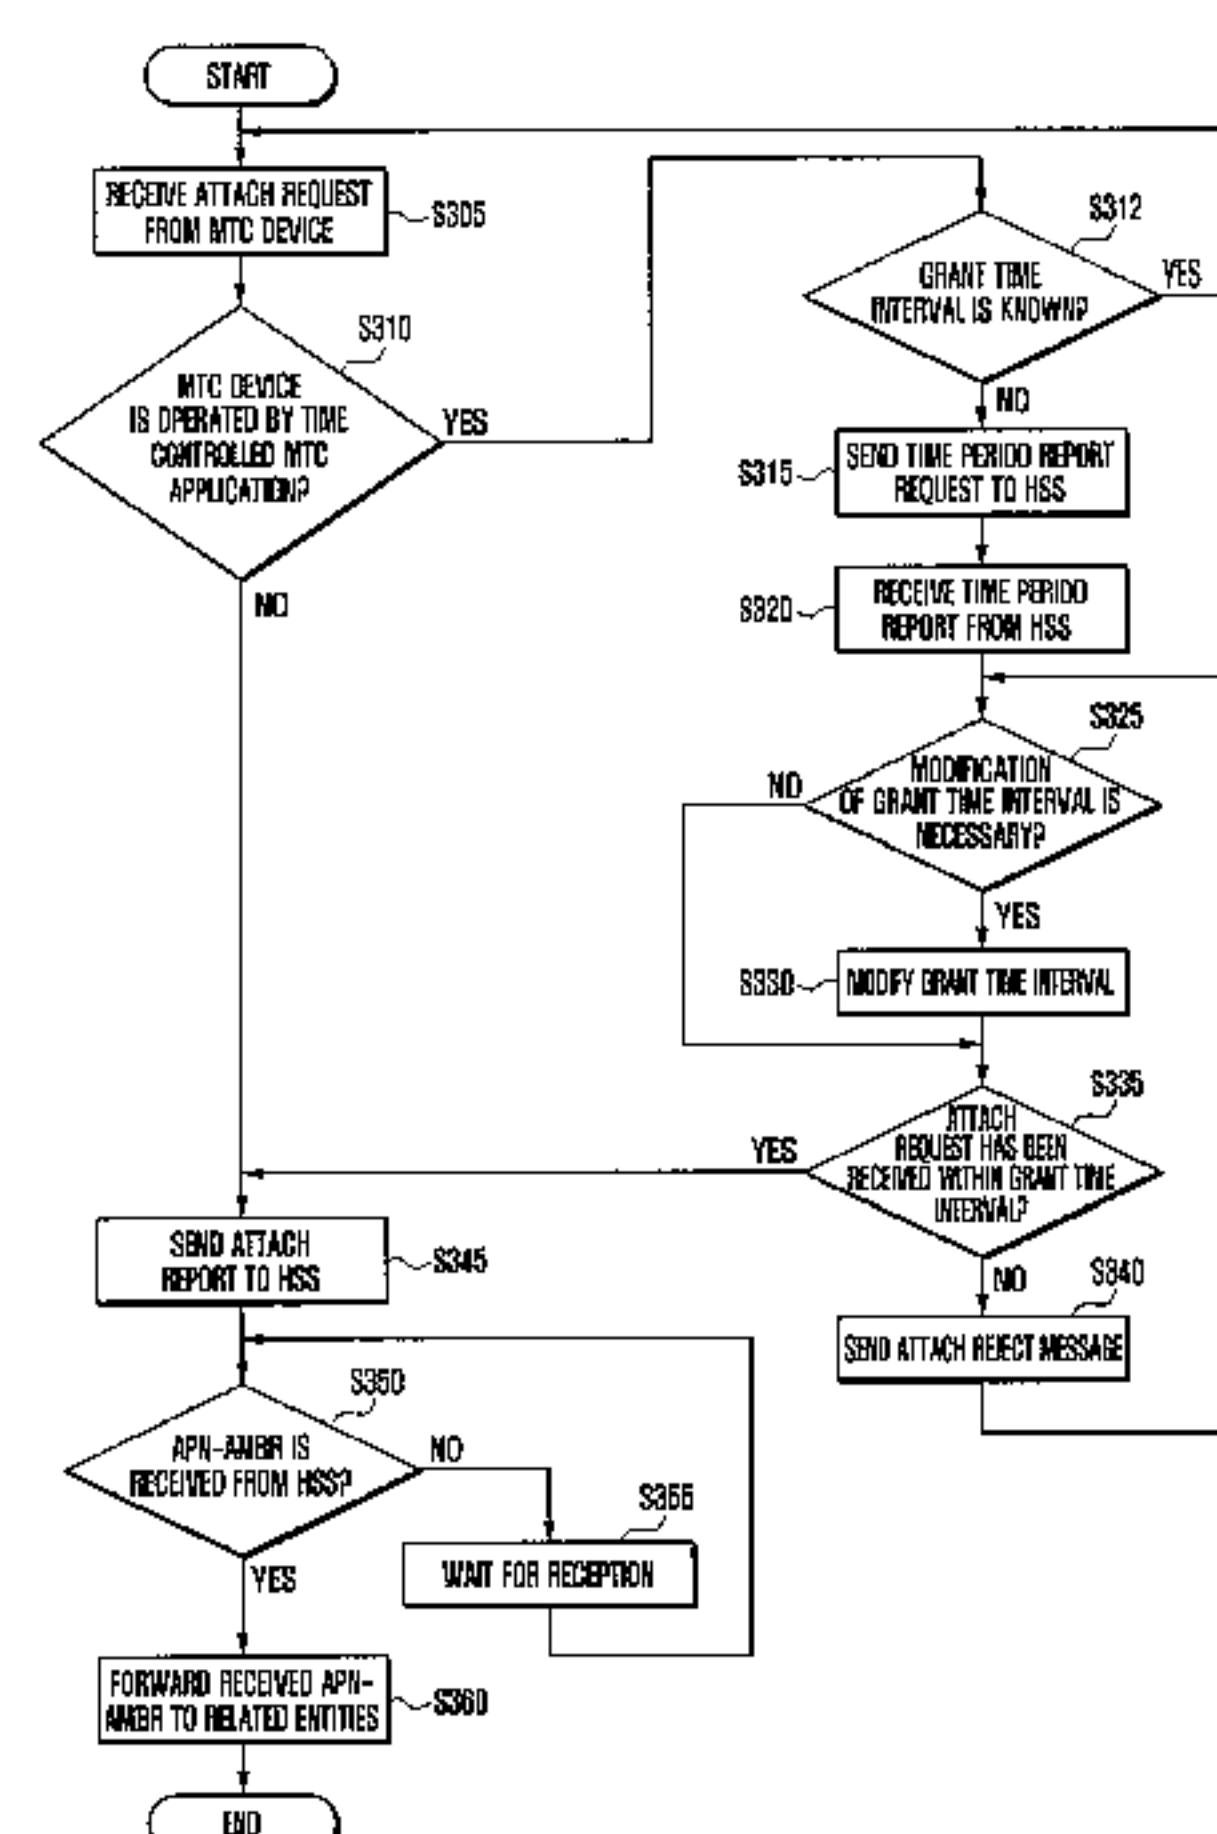 START
RECEIVE ATTACH REQUEST
FROM MTC DEVICE
S305
S310
MTC DEVICE
IS OPERATED BY TIME
CONTROLLED MTC
APPLICATION?
YES
NO
S312
GRANT TIME
INTERVAL IS KNOWN?
YES
NO
S315
SEND TIME PERIOD REPORT
REQUEST TO HSS
S320
RECEIVE TIME PERIOD
REPORT FROM HSS
S325
MODIFICATION
OF GRANT TIME INTERVAL IS
NECESSARY?
NO
YES
S330
MODIFY GRANT TIME INTERVAL
S335
ATTACH
REQUEST HAS BEEN
RECEIVED WITHIN GRANT TIME
INTERVAL?
YES
NO
S340
SEND ATTACH REJECT MESSAGE
SEND ATTACH
REPORT TO HSS
S345
S350
APN-AMBR IS
RECEIVED FROM HSS?
NO
YES
S355
WAIT FOR RECEPTION
FORWARD RECEIVED APN-
AMBR TO RELATED ENTITIES
S360
END